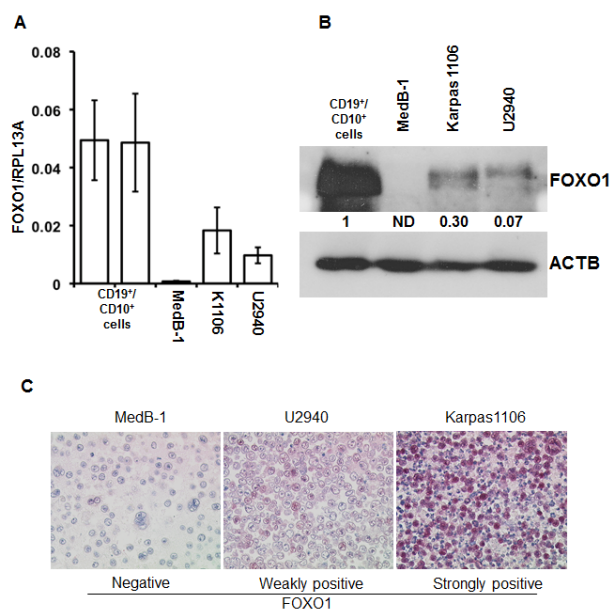 A
FOXO1/RPL13A
0.08
0.06
0.04
0.02
0
CD19⁺/
CD10⁺
cells
MedB-1
K1106
U2940
B
CD19⁺/
CD10⁺
cells
MedB-1
Karpas1106
U2940
FOXO1
1 ND 0.30 0.07
ACTB
C
MedB-1 U2940 Karpas1106
Negative Weakly positive Strongly positive
FOXO1